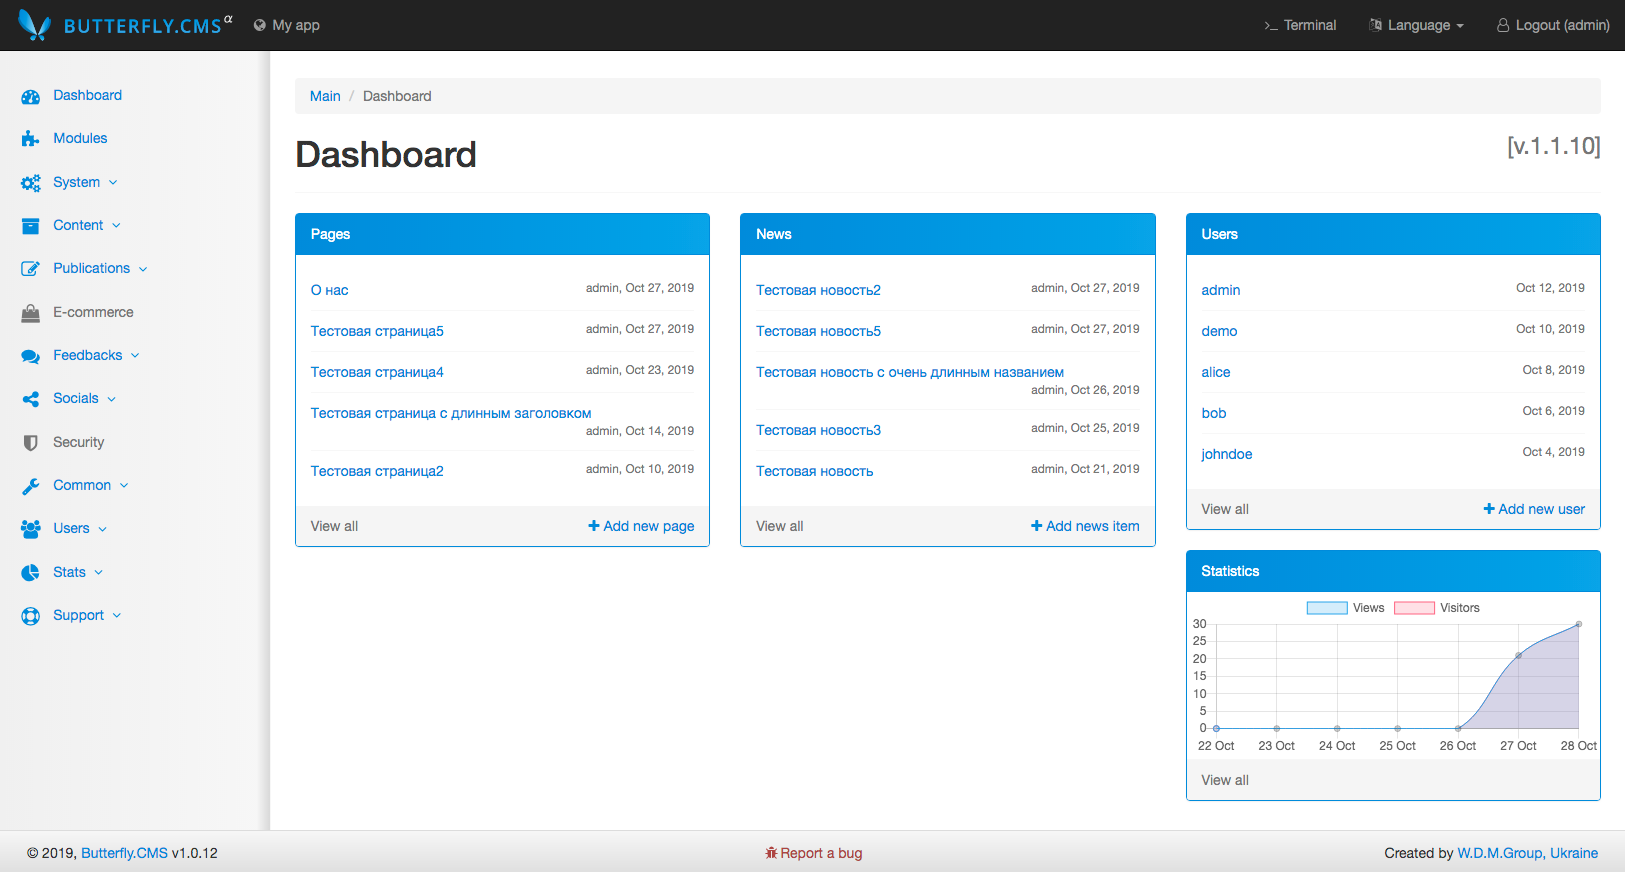 BUTTERFLY.CMS α My app >_ Terminal Language Logout (admin)
Dashboard
Modules
System
Content
Publications
E-commerce
Feedbacks
Socials
Security
Common
Users
Stats
Support
Main / Dashboard
Dashboard
[v.1.1.10]
Pages
О нас admin, Oct 27, 2019
Тестовая страница5 admin, Oct 27, 2019
Тестовая страница4 admin, Oct 23, 2019
Тестовая страница с длинным заголовком
admin, Oct 14, 2019
Тестовая страница2 admin, Oct 10, 2019
View all + Add new page
News
Тестовая новость2 admin, Oct 27, 2019
Тестовая новость5 admin, Oct 27, 2019
Тестовая новость с очень длинным названием
admin, Oct 26, 2019
Тестовая новость3 admin, Oct 25, 2019
Тестовая новость admin, Oct 21, 2019
View all + Add news item
Users
admin Oct 12, 2019
demo Oct 10, 2019
alice Oct 8, 2019
bob Oct 6, 2019
johndoe Oct 4, 2019
View all + Add new user
Statistics
Views Visitors
30
25
20
15
10
5
0
22 Oct 23 Oct 24 Oct 25 Oct 26 Oct 27 Oct 28 Oct
View all
© 2019, Butterfly.CMS v1.0.12
Report a bug
Created by W.D.M.Group, Ukraine